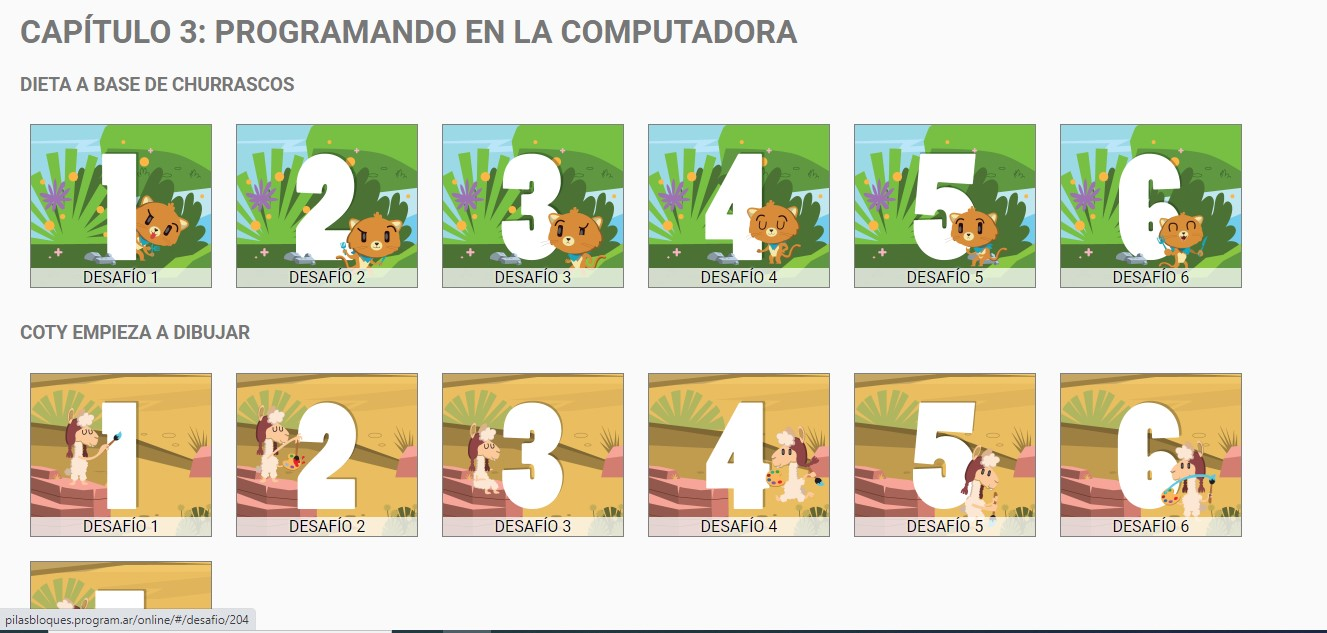 CAPÍTULO 3: PROGRAMANDO EN LA COMPUTADORA
DIETA A BASE DE CHURRASCOS
1 2 3 4 5 6
DESAFÍO 1 DESAFÍO 2 DESAFÍO 3 DESAFÍO 4 DESAFÍO 5 DESAFÍO 6
COTY EMPIEZA A DIBUJAR
1 2 3 4 5 6
DESAFÍO 1 DESAFÍO 2 DESAFÍO 3 DESAFÍO 4 DESAFÍO 5 DESAFÍO 6
pilasbloques.program.ar/online/#/desafio/204